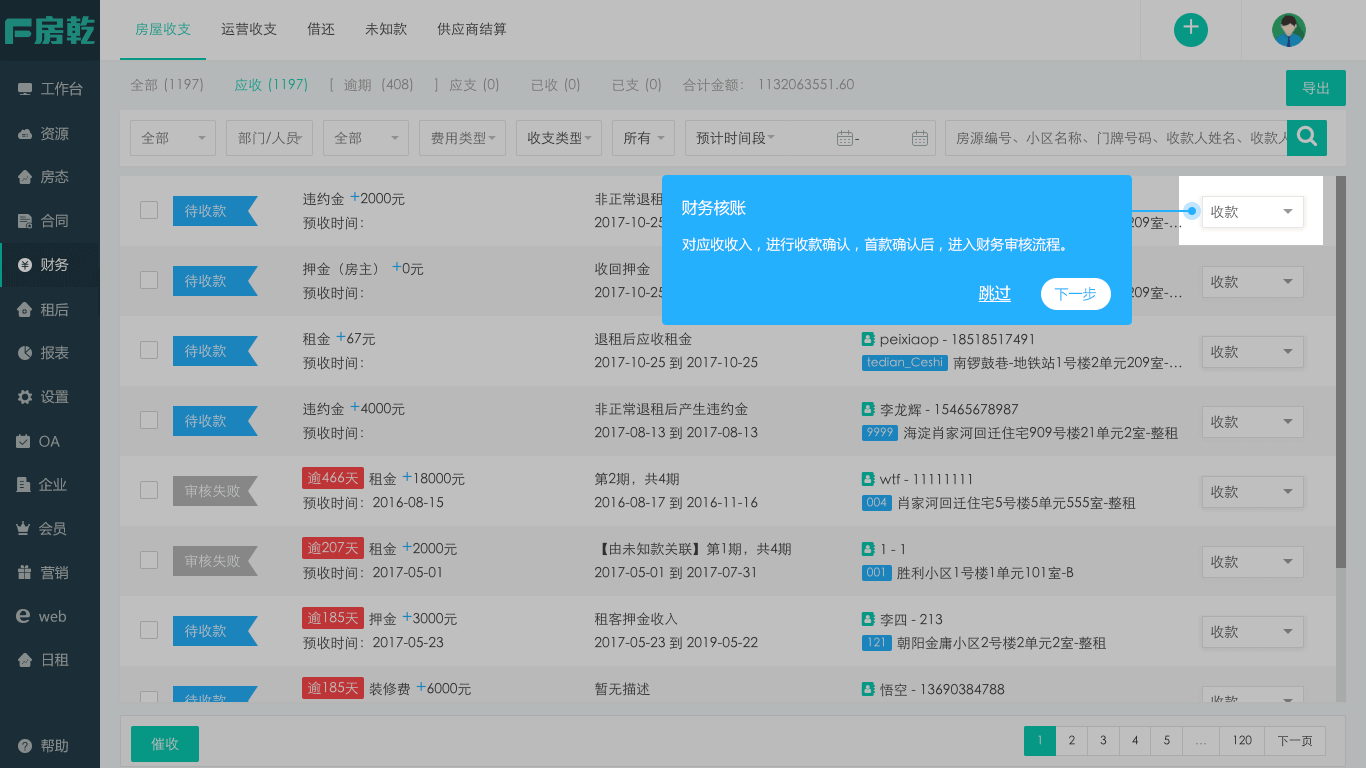 房乾
房屋收支 运营收支 借还 未知款 供应商结算
工作台
资源
房态
合同
财务
租后
报表
设置
OA
企业
会员
营销
web
日租
帮助
全部 (1197) 应收 (1197) [ 逾期 (408) ] 应支 (0) 已收 (0) 已支 (0) 合计金额: 1132063551.60
导出
全部 部门/人员 全部 费用类型 收支类型 所有 预计时间段 - 房源编号、小区名称、门牌号码、收款人姓名、收款人
财务核账
对应收收入，进行收款确认，首款确认后，进入财务审核流程。
跳过 下一步
待收款 违约金 +2000元 非正常退租 收款
预收时间: 2017-10-25 209室-...
待收款 押金（房主） +0元 收回押金 收款
预收时间: 2017-10-25 209室-...
待收款 租金 +67元 退租后应收租金 peixiaop - 18518517491 收款
预收时间: 2017-10-25 到 2017-10-25 tedian_Ceshi 南锣鼓巷-地铁站1号楼2单元209室-...
待收款 违约金 +4000元 非正常退租后产生违约金 李龙辉 - 15465678987 收款
预收时间: 2017-08-13 到 2017-08-13 9999 海淀肖家河回迁住宅909号楼21单元2室-整租
审核失败 逾466天 租金 +18000元 第2期，共4期 wtf - 11111111 收款
预收时间: 2016-08-15 2016-08-17 到 2016-11-16 004 肖家河回迁住宅5号楼5单元555室-整租
审核失败 逾207天 租金 +2000元 【由未知款关联】第1期，共4期 1 - 1 收款
预收时间: 2017-05-01 2017-05-01 到 2017-07-31 001 胜利小区1号楼1单元101室-B
待收款 逾185天 押金 +3000元 租客押金收入 李四 - 213 收款
预收时间: 2017-05-23 2017-05-23 到 2019-05-22 121 朝阳金庸小区2号楼2单元2室-整租
待收款 逾185天 装修费 +6000元 暂无描述 悟空 - 13690384788 收款
催收 1 2 3 4 5 ... 120 下一页